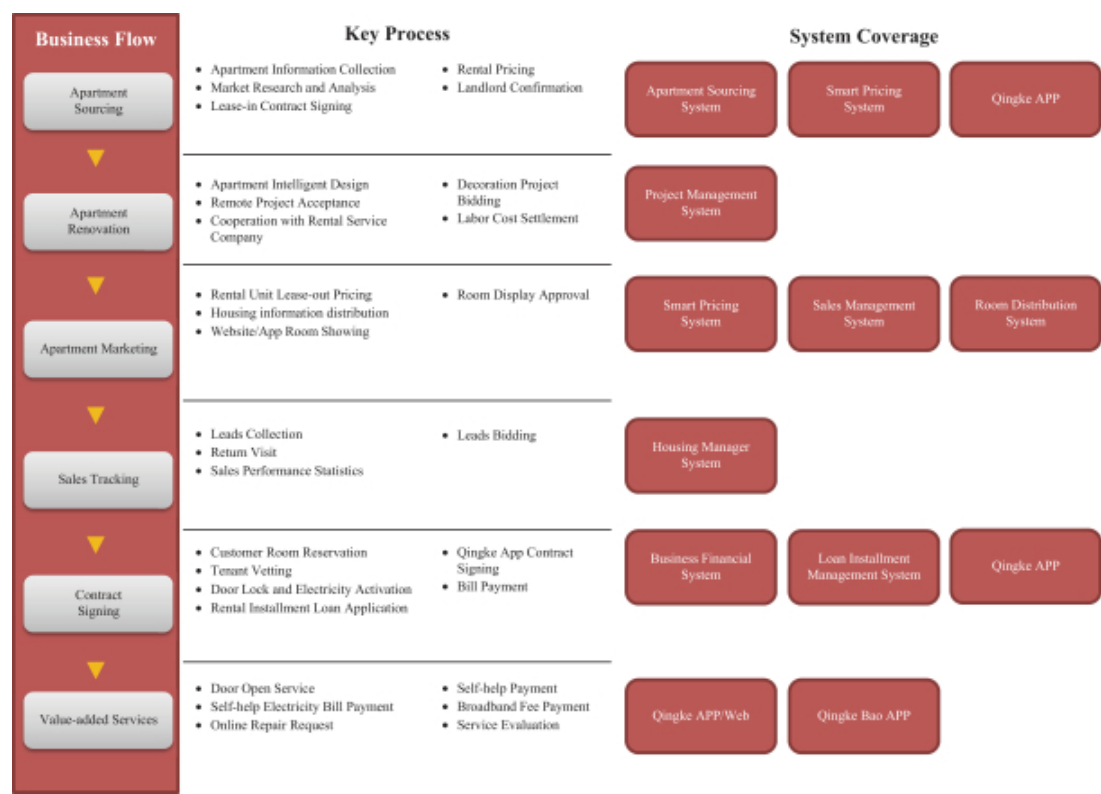 Business Flow
Key Process
System Coverage
Apartment
Sourcing
• Apartment Information Collection
• Market Research and Analysis
• Lease-in Contract Signing
• Rental Pricing
• Landlord Confirmation
Apartment Sourcing
System
Smart Pricing
System
Qingke APP
Apartment
Renovation
• Apartment Intelligent Design
• Remote Project Acceptance
• Cooperation with Rental Service
Company
• Decoration Project
Bidding
• Labor Cost Settlement
Project Management
System
Apartment Marketing
• Rental Unit Lease-out Pricing
• Housing information distribution
• Website/App Room Showing
• Room Display Approval
Smart Pricing
System
Sales Management
System
Room Distribution
System
Sales Tracking
• Leads Collection
• Return Visit
• Sales Performance Statistics
• Leads Bidding
Housing Manager
System
Contract
Signing
• Customer Room Reservation
• Tenant Vetting
• Door Lock and Electricity Activation
• Rental Installment Loan Application
• Qingke App Contract
Signing
• Bill Payment
Business Financial
System
Loan Installment
Management System
Qingke APP
Value-added Services
• Door Open Service
• Self-help Electricity Bill Payment
• Online Repair Request
• Self-help Payment
• Broadband Fee Payment
• Service Evaluation
Qingke APP/Web
Qingke Bao APP